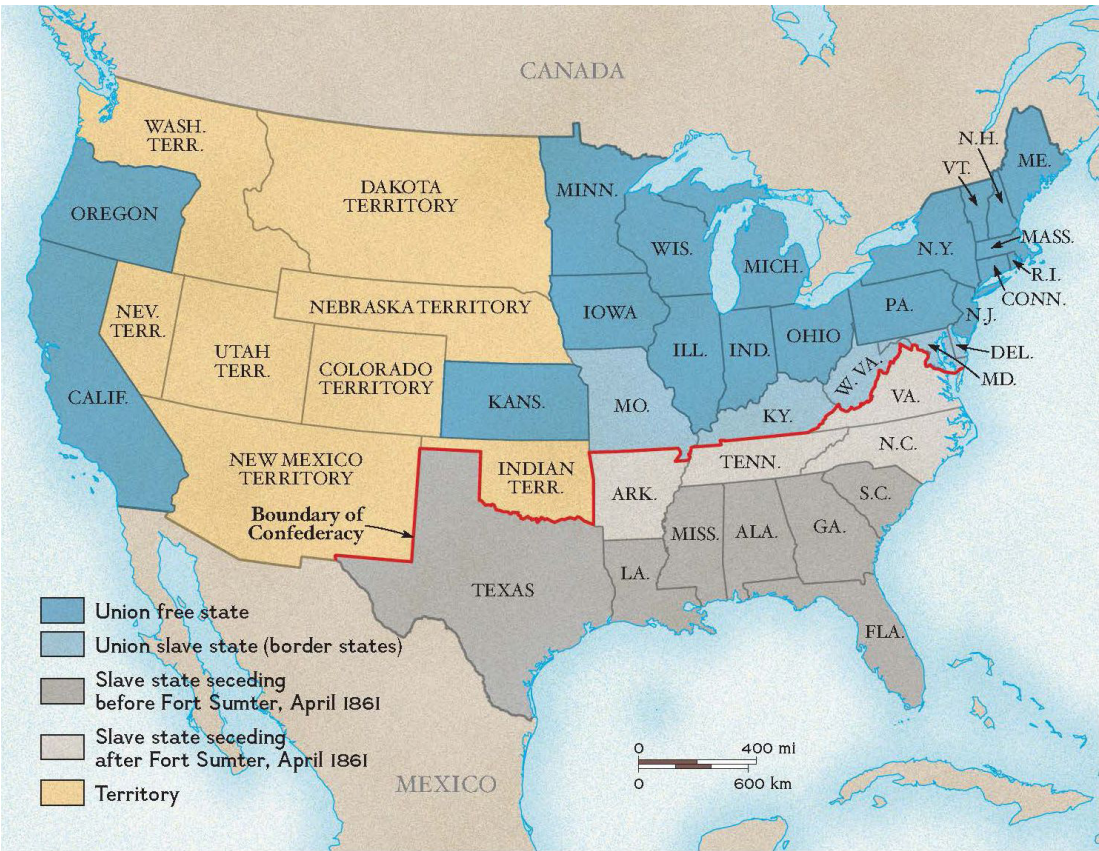 CANADA
WASH.
TERR.
DAKOTA
TERRITORY
MINN.
N.H.
VT.
ME.
OREGON
WIS.
MICH.
N.Y.
MASS.
R.I.
CONN.
NEV.
TERR.
NEBRASKA TERRITORY
IOWA
PA.
N.J.
UTAH
TERR.
COLORADO
TERRITORY
ILL.
IND.
OHIO
DEL.
MD.
CALIF.
KANS.
MO.
W. VA.
KY.
VA.
NEW MEXICO
TERRITORY
INDIAN
TERR.
TENN.
N.C.
Boundary of
Confederacy
ARK.
S.C.
MISS.
ALA.
GA.
TEXAS
LA.
FLA.
Union free state
Union slave state (border states)
Slave state seceding
before Fort Sumter, April 1861
Slave state seceding
after Fort Sumter, April 1861
Territory
MEXICO
0 400 mi
0 600 km